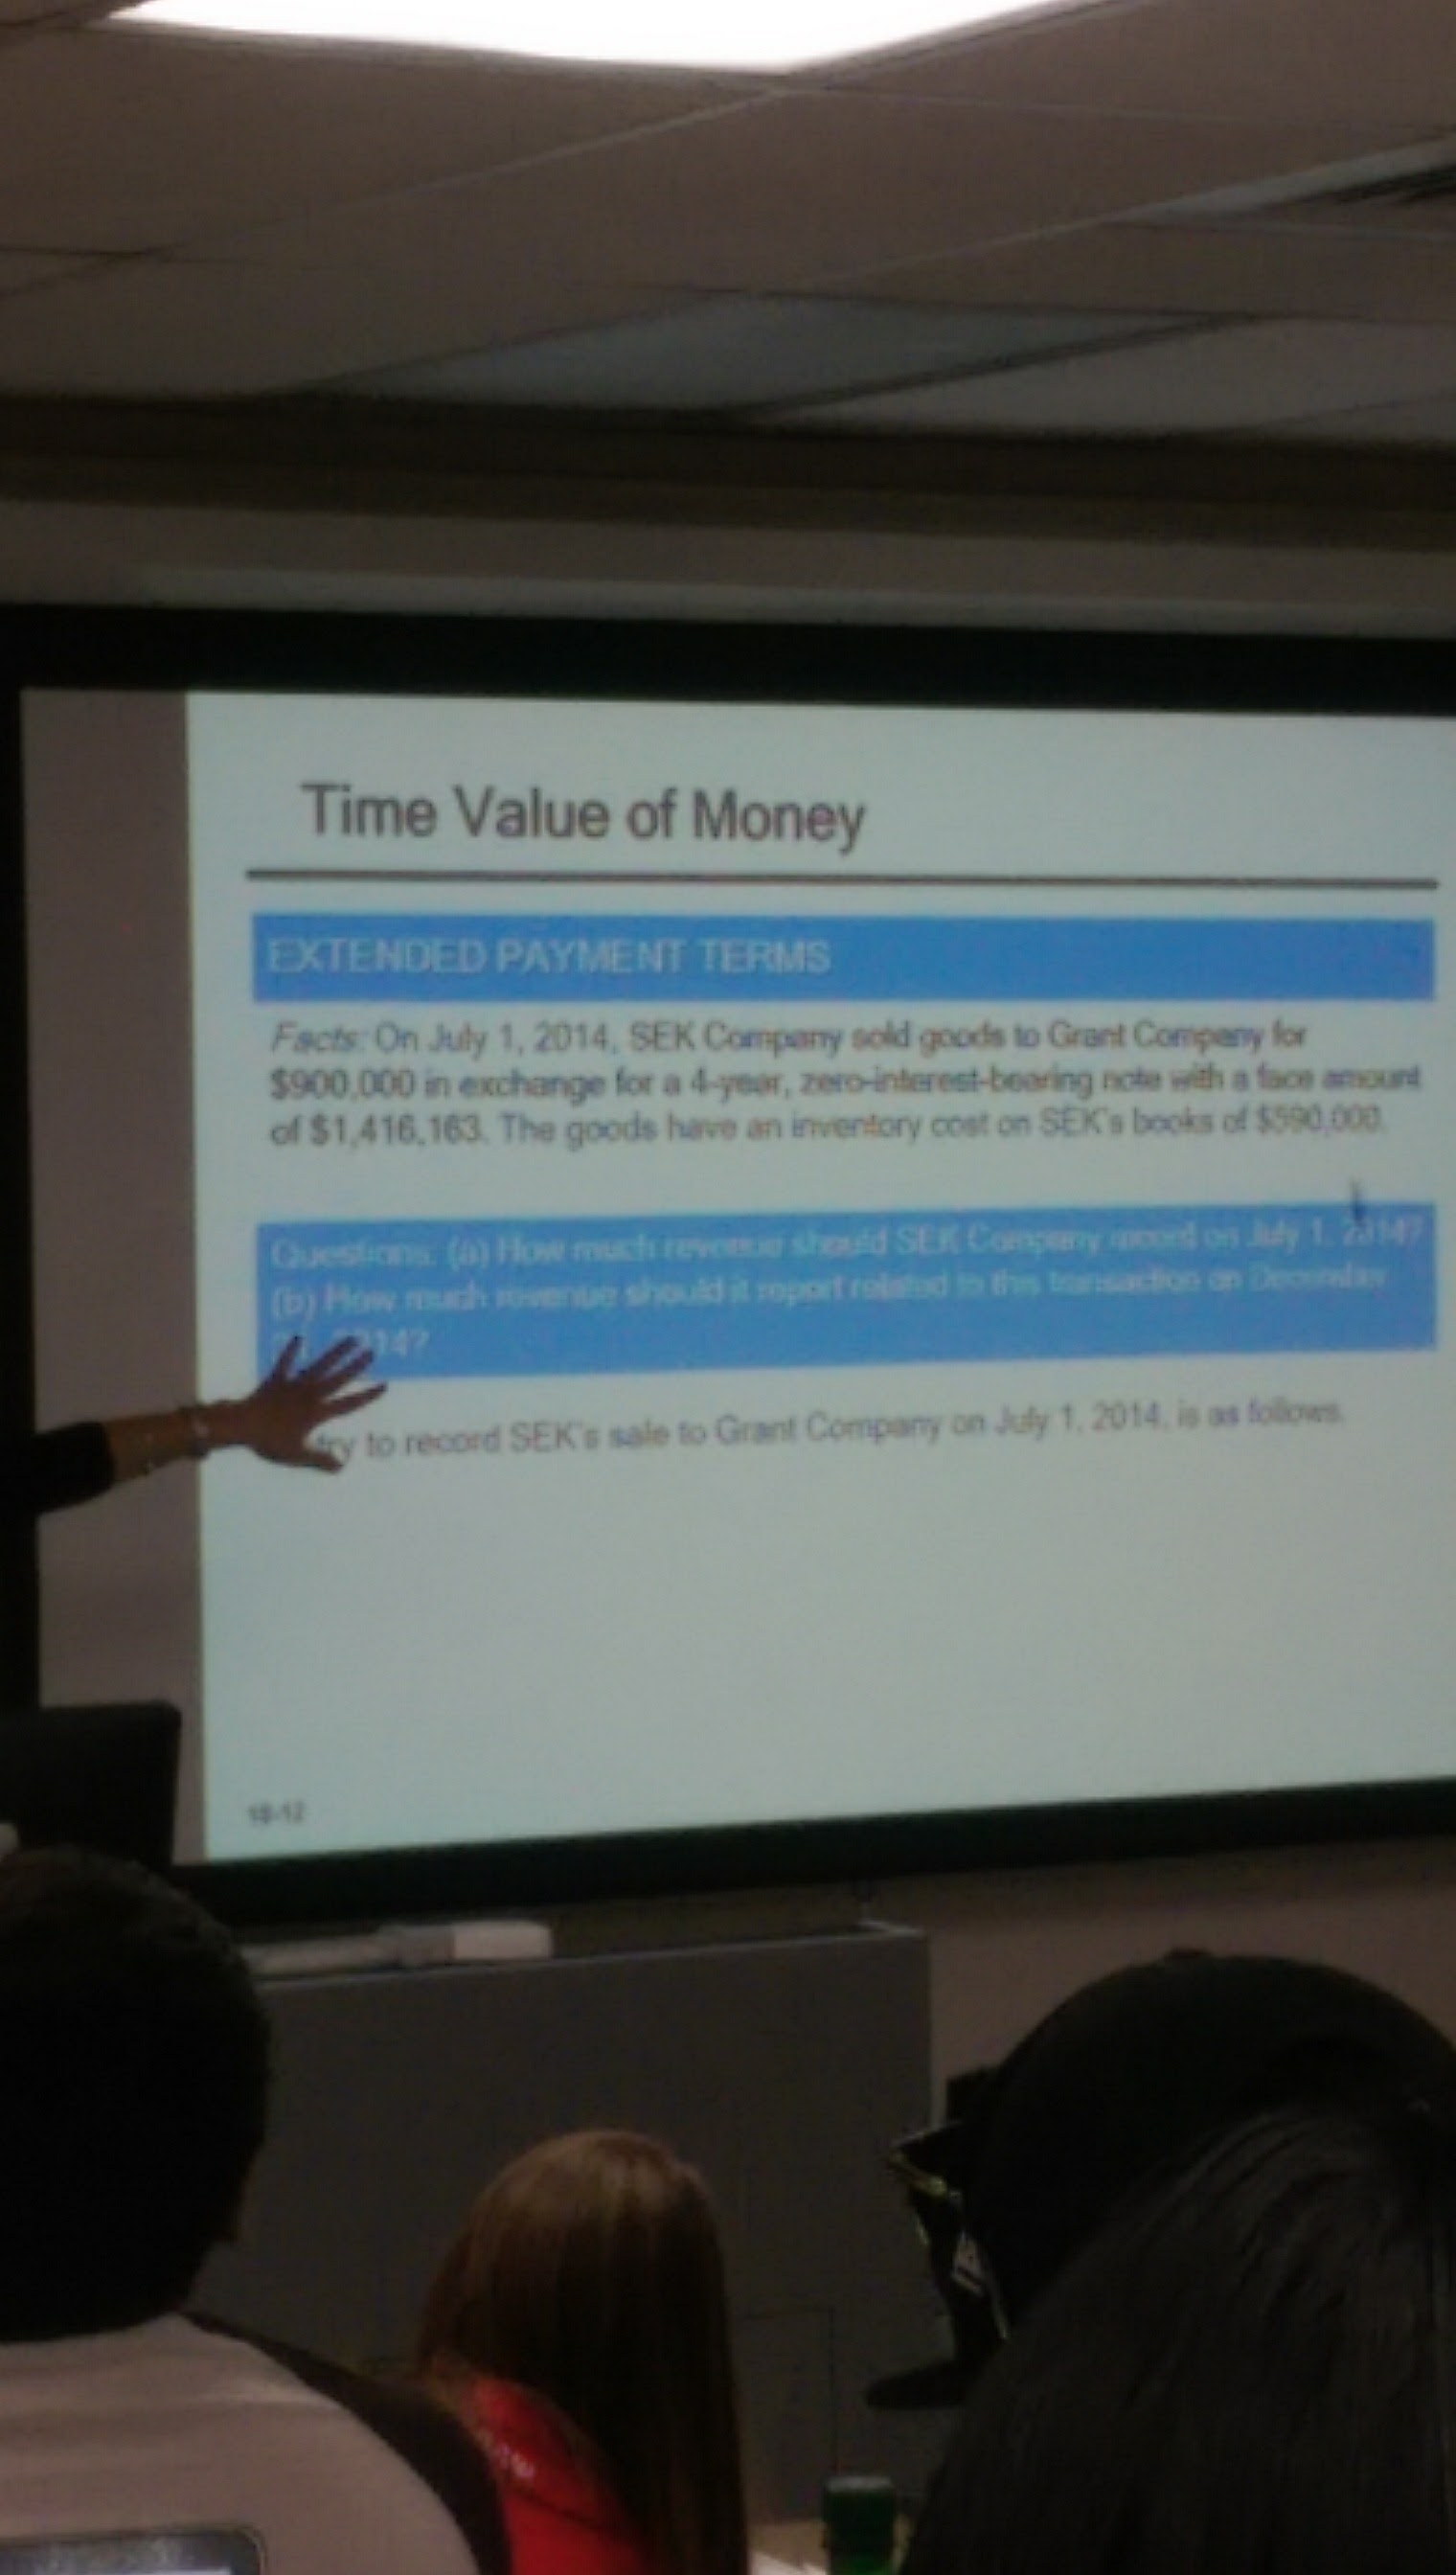 Time Value of Money
EXTENDED PAYMENT TERMS
Facts: On July 1, 2014, SEK Company sold goods to Grant Company for
$900,000 in exchange for a 4-year, zero-interest-bearing note with a face amount
of $1,416,163. The goods have an inventory cost on SEK's books of $590,000.
Questions: (a) How much revenue should SEK Company record on July 1, 2014?
(b) How much revenue should it report related to this transaction on December
14?
try to record SEK's sale to Grant Company on July 1, 2014, is as follows.
18-12